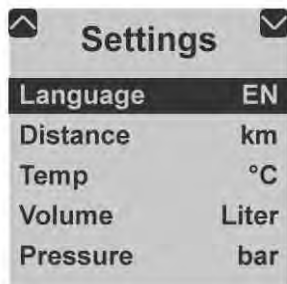 Settings
Language EN
Distance km
Temp °C
Volume Liter
Pressure bar